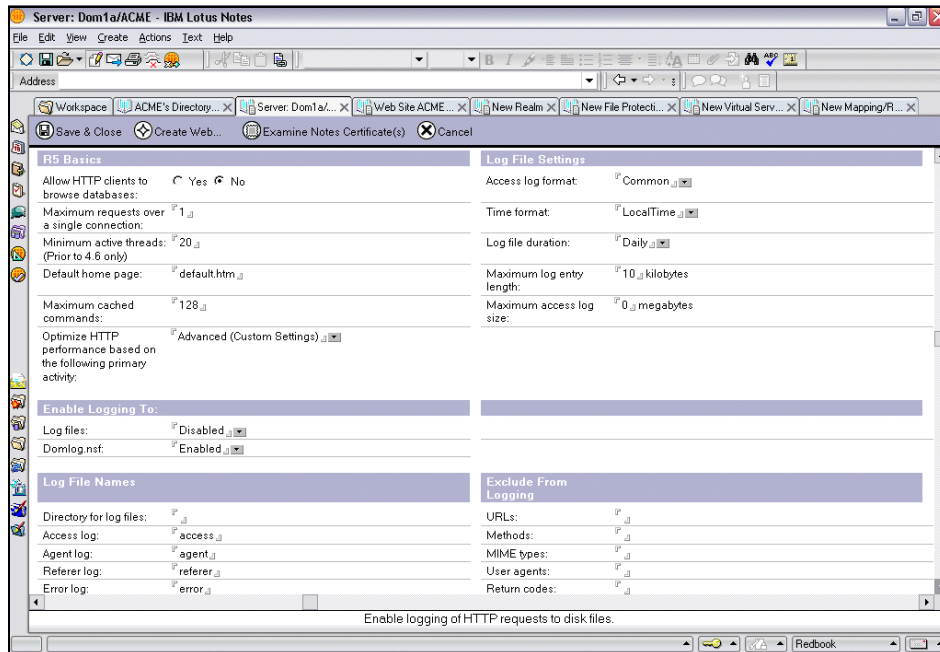 Server: Dom1a/ACME - IBM Lotus Notes
File Edit View Create Actions Text Help
Address
Workspace ACME's Directory... Server: Dom1a/... Web Site ACME... New Realm New File Protecti... New Virtual Serv... New Mapping/R...
Save & Close Create Web... Examine Notes Certificate(s) Cancel
R5 Basics
Allow HTTP clients to browse databases: Yes No
Maximum requests over a single connection: 1
Minimum active threads: 20
(Prior to 4.6 only)
Default home page: default.htm
Maximum cached commands: 128
Optimize HTTP performance based on the following primary activity: Advanced (Custom Settings)
Log File Settings
Access log format: Common
Time format: LocalTime
Log file duration: Daily
Maximum log entry length: 10 kilobytes
Maximum access log size: 0 megabytes
Enable Logging To:
Log files: Disabled
Domlog.nsf: Enabled
Log File Names
Directory for log files:
Access log: access
Agent log: agent
Referer log: referer
Error log: error
Exclude From Logging
URLs:
Methods:
MIME types:
User agents:
Return codes:
Enable logging of HTTP requests to disk files.
Redbook